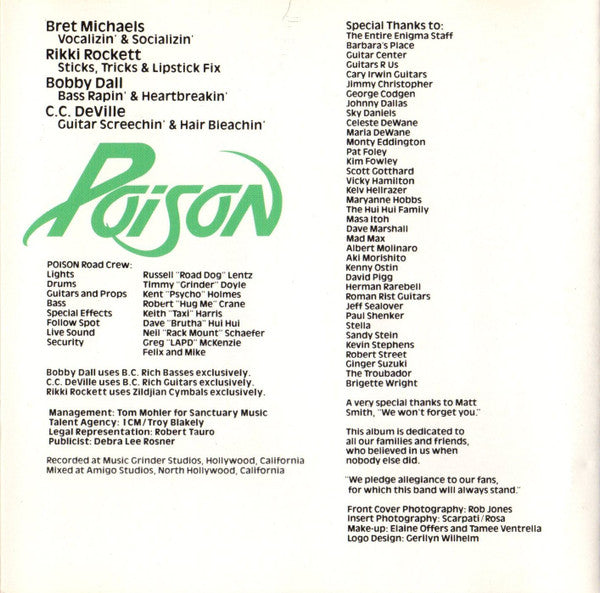 Bret Michaels
Vocalizin' & Socializin'
Rikki Rockett
Sticks, Tricks & Lipstick Fix
Bobby Dall
Bass Rapin' & Heartbreakin'
C.C. DeVille
Guitar Screechin' & Hair Bleachin'
Poison
POISON Road Crew:
Lights Russell "Road Dog" Lentz
Drums Timmy "Grinder" Doyle
Guitars and Props Kent "Psycho" Holmes
Bass Robert "Hug Me" Crane
Special Effects Keith "Taxi" Harris
Follow Spot Dave "Brutha" Hui Hui
Live Sound Neil "Rack Mount" Schaefer
Security Greg "LAPD" McKenzie
Felix and Mike
Bobby Dall uses B.C. Rich Basses exclusively.
C.C. DeVille uses B.C. Rich Guitars exclusively.
Rikki Rockett uses Zildjian Cymbals exclusively.
Management: Tom Mohler for Sanctuary Music
Talent Agency: ICM/Troy Blakely
Legal Representation: Robert Tauro
Publicist: Debra Lee Rosner
Recorded at Music Grinder Studios, Hollywood, California
Mixed at Amigo Studios, North Hollywood, California
Special Thanks to:
The Entire Enigma Staff
Barbara's Place
Guitar Center
Guitars R Us
Cary Irwin Guitars
Jimmy Christopher
George Codgen
Johnny Dallas
Sky Daniels
Celeste DeWane
Maria DeWane
Monty Eddington
Pat Foley
Kim Fowley
Scott Gotthard
Vicky Hamilton
Kelv Hellrazer
Maryanne Hobbs
The Hui Hui Family
Masa Itoh
Dave Marshall
Mad Max
Albert Molinaro
Aki Morishito
Kenny Ostin
David Pigg
Herman Rarebell
Roman Rist Guitars
Jeff Sealover
Paul Shenker
Stella
Sandy Stein
Kevin Stephens
Robert Street
Ginger Suzuki
The Troubador
Brigette Wright
A very special thanks to Matt
Smith, "We won't forget you."
This album is dedicated to
all our families and friends,
who believed in us when
nobody else did.
"We pledge allegiance to our fans,
for which this band will always stand."
Front Cover Photography: Rob Jones
Insert Photography: Scarpati/Rosa
Make-up: Elaine Offers and Tamee Ventrella
Logo Design: Gerilyn Wilhelm